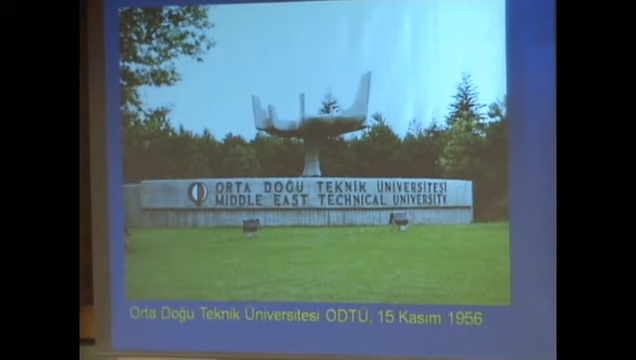 ORTA DOĞU TEKNİK ÜNİVERSİTESİ
MIDDLE EAST TECHNICAL UNIVERSITY
Orta Doğu Teknik Üniversitesi ODTÜ, 15 Kasım 1956